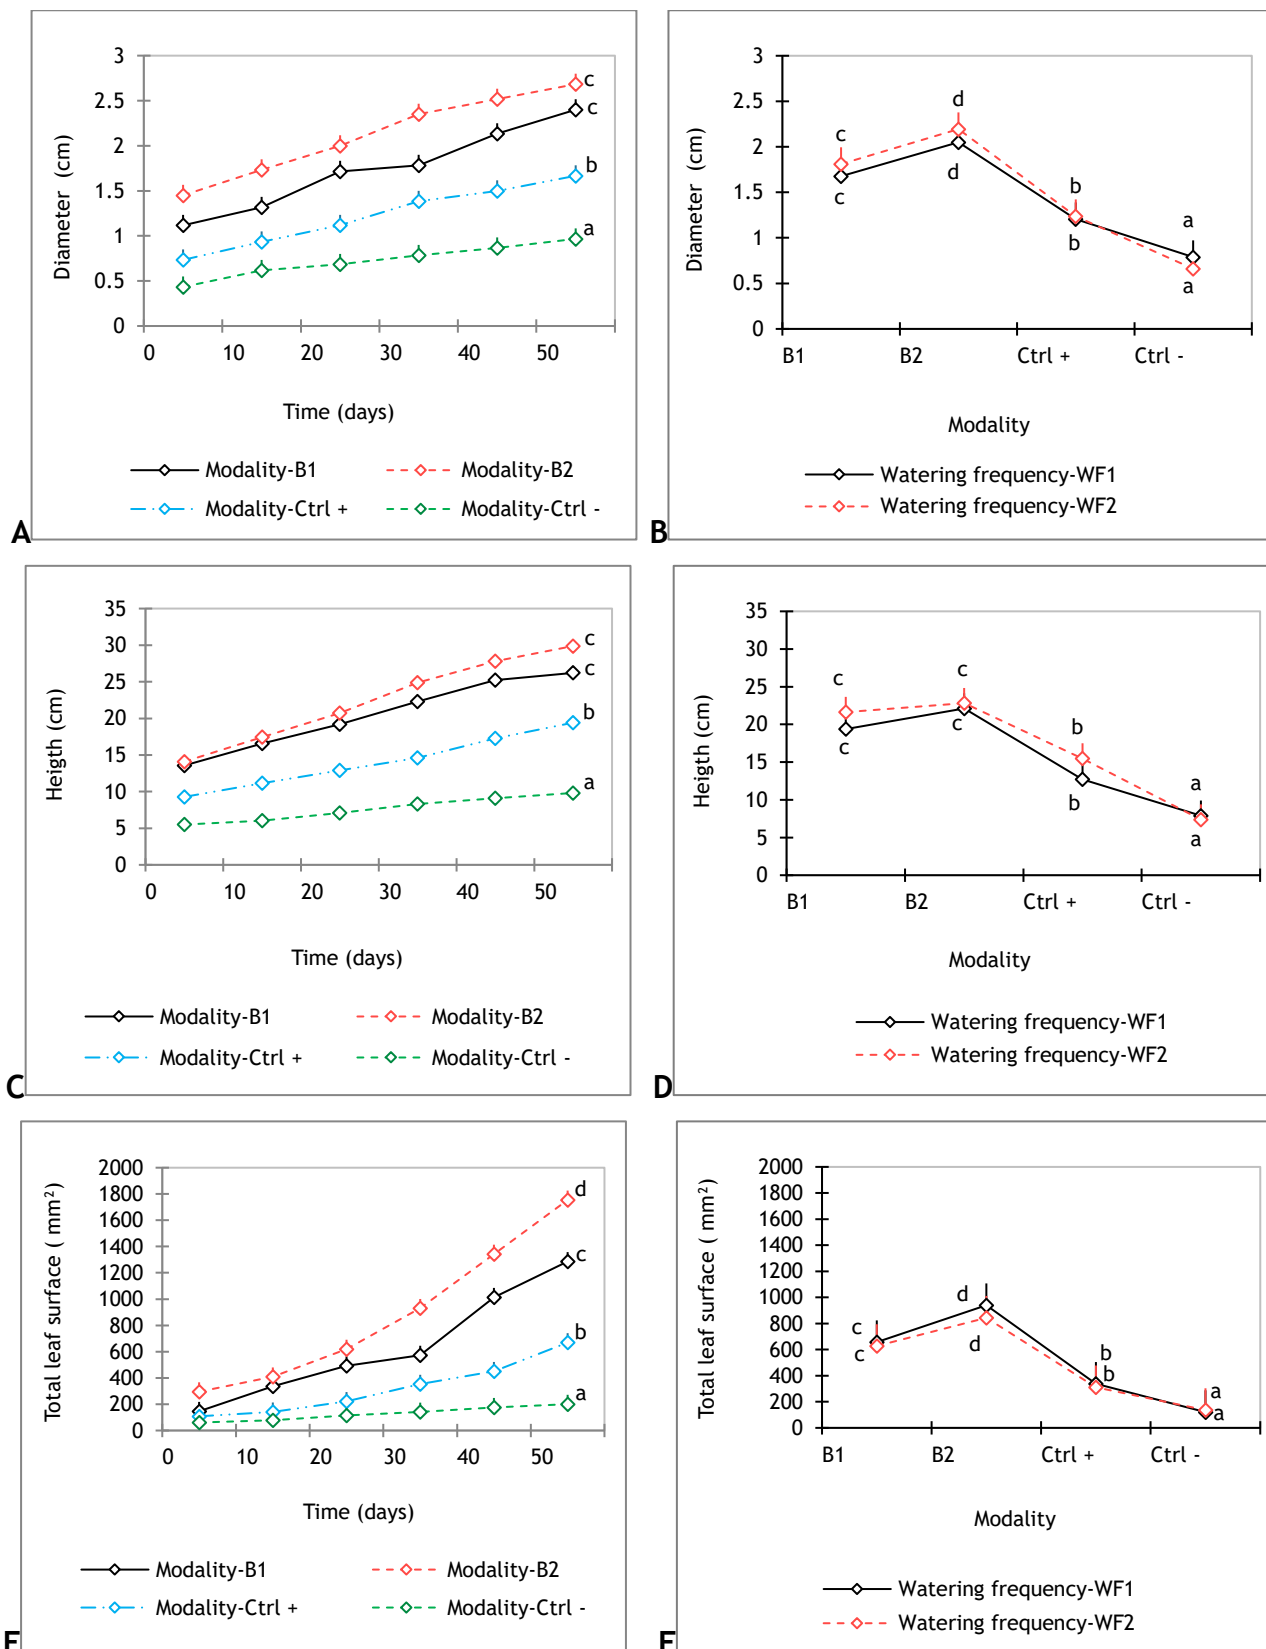 3
2.5
2
1.5
1
0.5
0
Diameter (cm)
c
c
b
a
0 10 20 30 40 50
Time (days)
Modality-B1 Modality-B2
Modality-Ctrl + Modality-Ctrl -
A
3
2.5
2
1.5
1
0.5
0
Diameter (cm)
c
d
b
a
c
d
b
a
B1 B2 Ctrl + Ctrl -
Modality
Watering frequency-WF1
Watering frequency-WF2
B
35
30
25
20
15
10
5
0
Heigth (cm)
c
c
b
a
0 10 20 30 40 50
Time (days)
Modality-B1 Modality-B2
Modality-Ctrl + Modality-Ctrl -
C
35
30
25
20
15
10
5
0
Heigth (cm)
c
c
b
a
c
c
b
a
B1 B2 Ctrl + Ctrl -
Modality
Watering frequency-WF1
Watering frequency-WF2
D
2000
1800
1600
1400
1200
1000
800
600
400
200
0
Total leaf surface ( mm²)
d
c
b
a
0 10 20 30 40 50
Time (days)
Modality-B1 Modality-B2
Modality-Ctrl + Modality-Ctrl -
2000
1800
1600
1400
1200
1000
800
600
400
200
0
Total leaf surface ( mm²)
c
d
b
a
c
d
b
a
B1 B2 Ctrl + Ctrl -
Modality
Watering frequency-WF1
Watering frequency-WF2